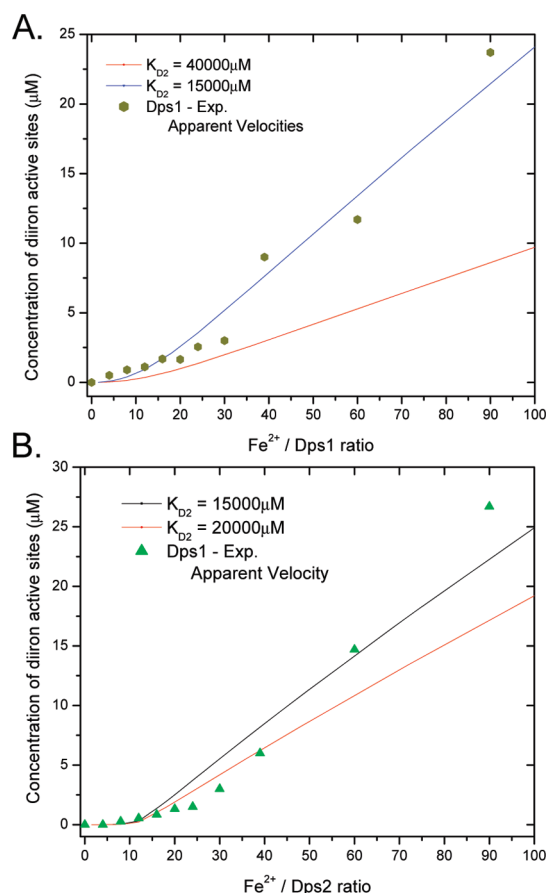 A.
25
20
15
10
5
0
Concentration of diiron active sites (μM)
K_D2 = 40000μM
K_D2 = 15000μM
Dps1 - Exp.
Apparent Velocities
0 10 20 30 40 50 60 70 80 90 100
Fe²⁺ / Dps1 ratio
B.
30
25
20
15
10
5
0
Concentration of diiron active sites (μM)
K_D2 = 15000μM
K_D2 = 20000μM
Dps1 - Exp.
Apparent Velocity
0 10 20 30 40 50 60 70 80 90 100
Fe²⁺ / Dps2 ratio